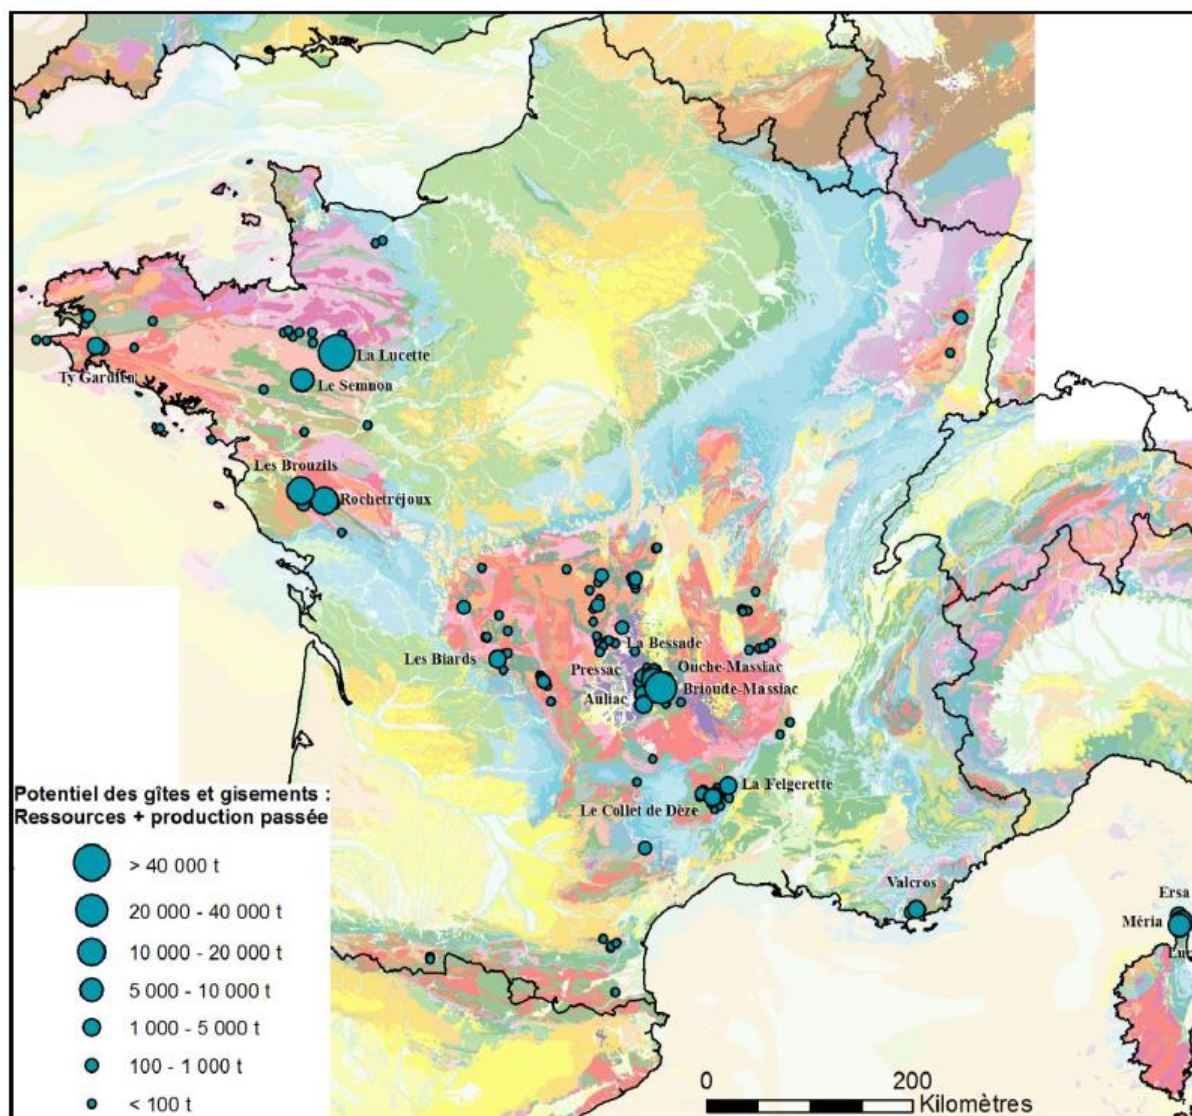 La Lucette
Le Semnon
Ty Gardien
Les Brouzils
Rochetréjoux
La Bessade
Les Biards
Pressac
Ouche-Massiac
Brioude-Massiac
Auliac
La Felgerette
Le Collet de Dèze
Valcros
Ersa
Méria
Potentiel des gîtes et gisements :
Ressources + production passée
> 40 000 t
20 000 - 40 000 t
10 000 - 20 000 t
5 000 - 10 000 t
1 000 - 5 000 t
100 - 1 000 t
< 100 t
0 200
Kilomètres